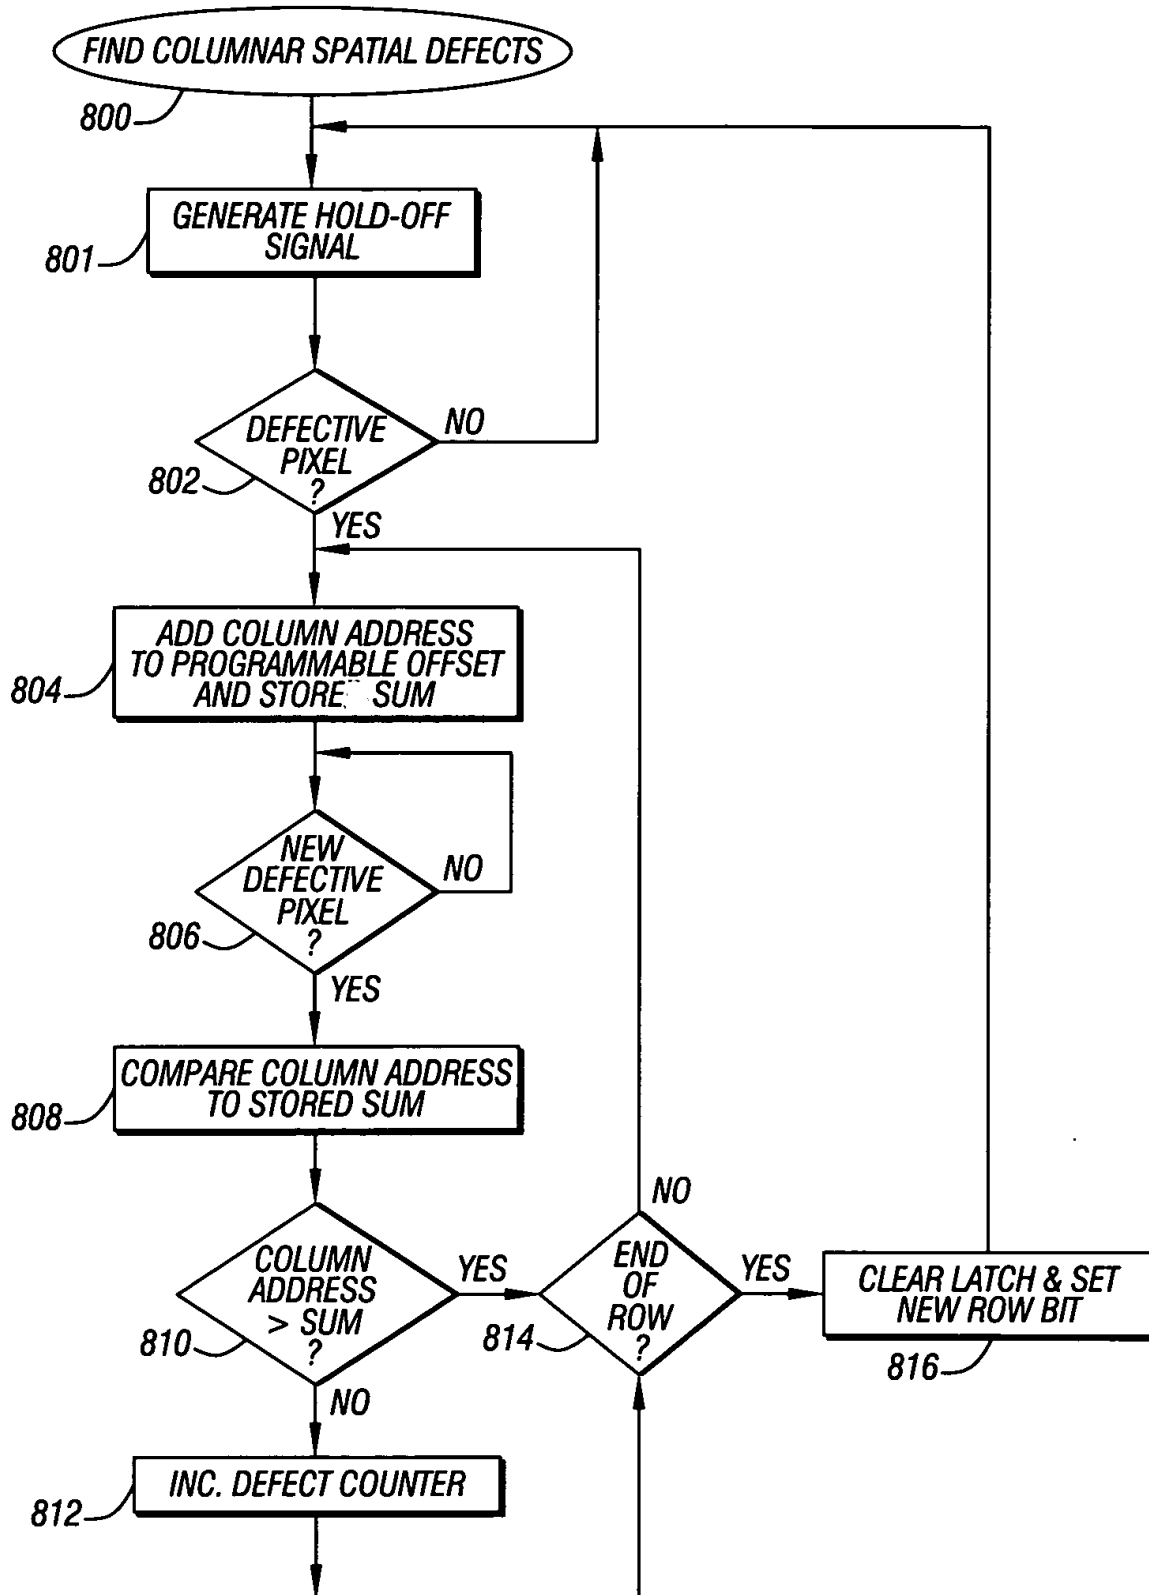 FIND COLUMNAR SPATIAL DEFECTS
800
GENERATE HOLD-OFF
SIGNAL
801
DEFECTIVE
PIXEL
?
NO
802
YES
ADD COLUMN ADDRESS
TO PROGRAMMABLE OFFSET
AND STORE SUM
804
NEW
DEFECTIVE
PIXEL
?
NO
806
YES
COMPARE COLUMN ADDRESS
TO STORED SUM
808
COLUMN
ADDRESS
> SUM
?
YES
810
NO
END
OF
ROW
?
NO
YES
814
CLEAR LATCH & SET
NEW ROW BIT
816
INC. DEFECT COUNTER
812